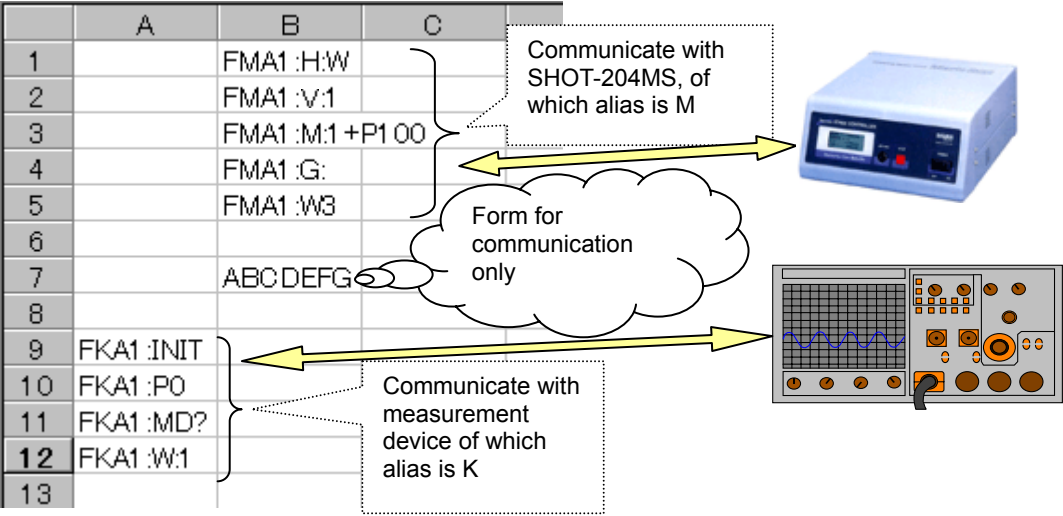 A B C
1 FMA1:H:W
2 FMA1:V:1
3 FMA1:M:1+P100
4 FMA1:G:
5 FMA1:W3
6
7 ABCDEFG
8
9 FKA1:INIT
10 FKA1:P0
11 FKA1:MD?
12 FKA1:W:1
13
Communicate with
SHOT-204MS, of
which alias is M
Form for
communication
only
Communicate with
measurement
device of which
alias is K